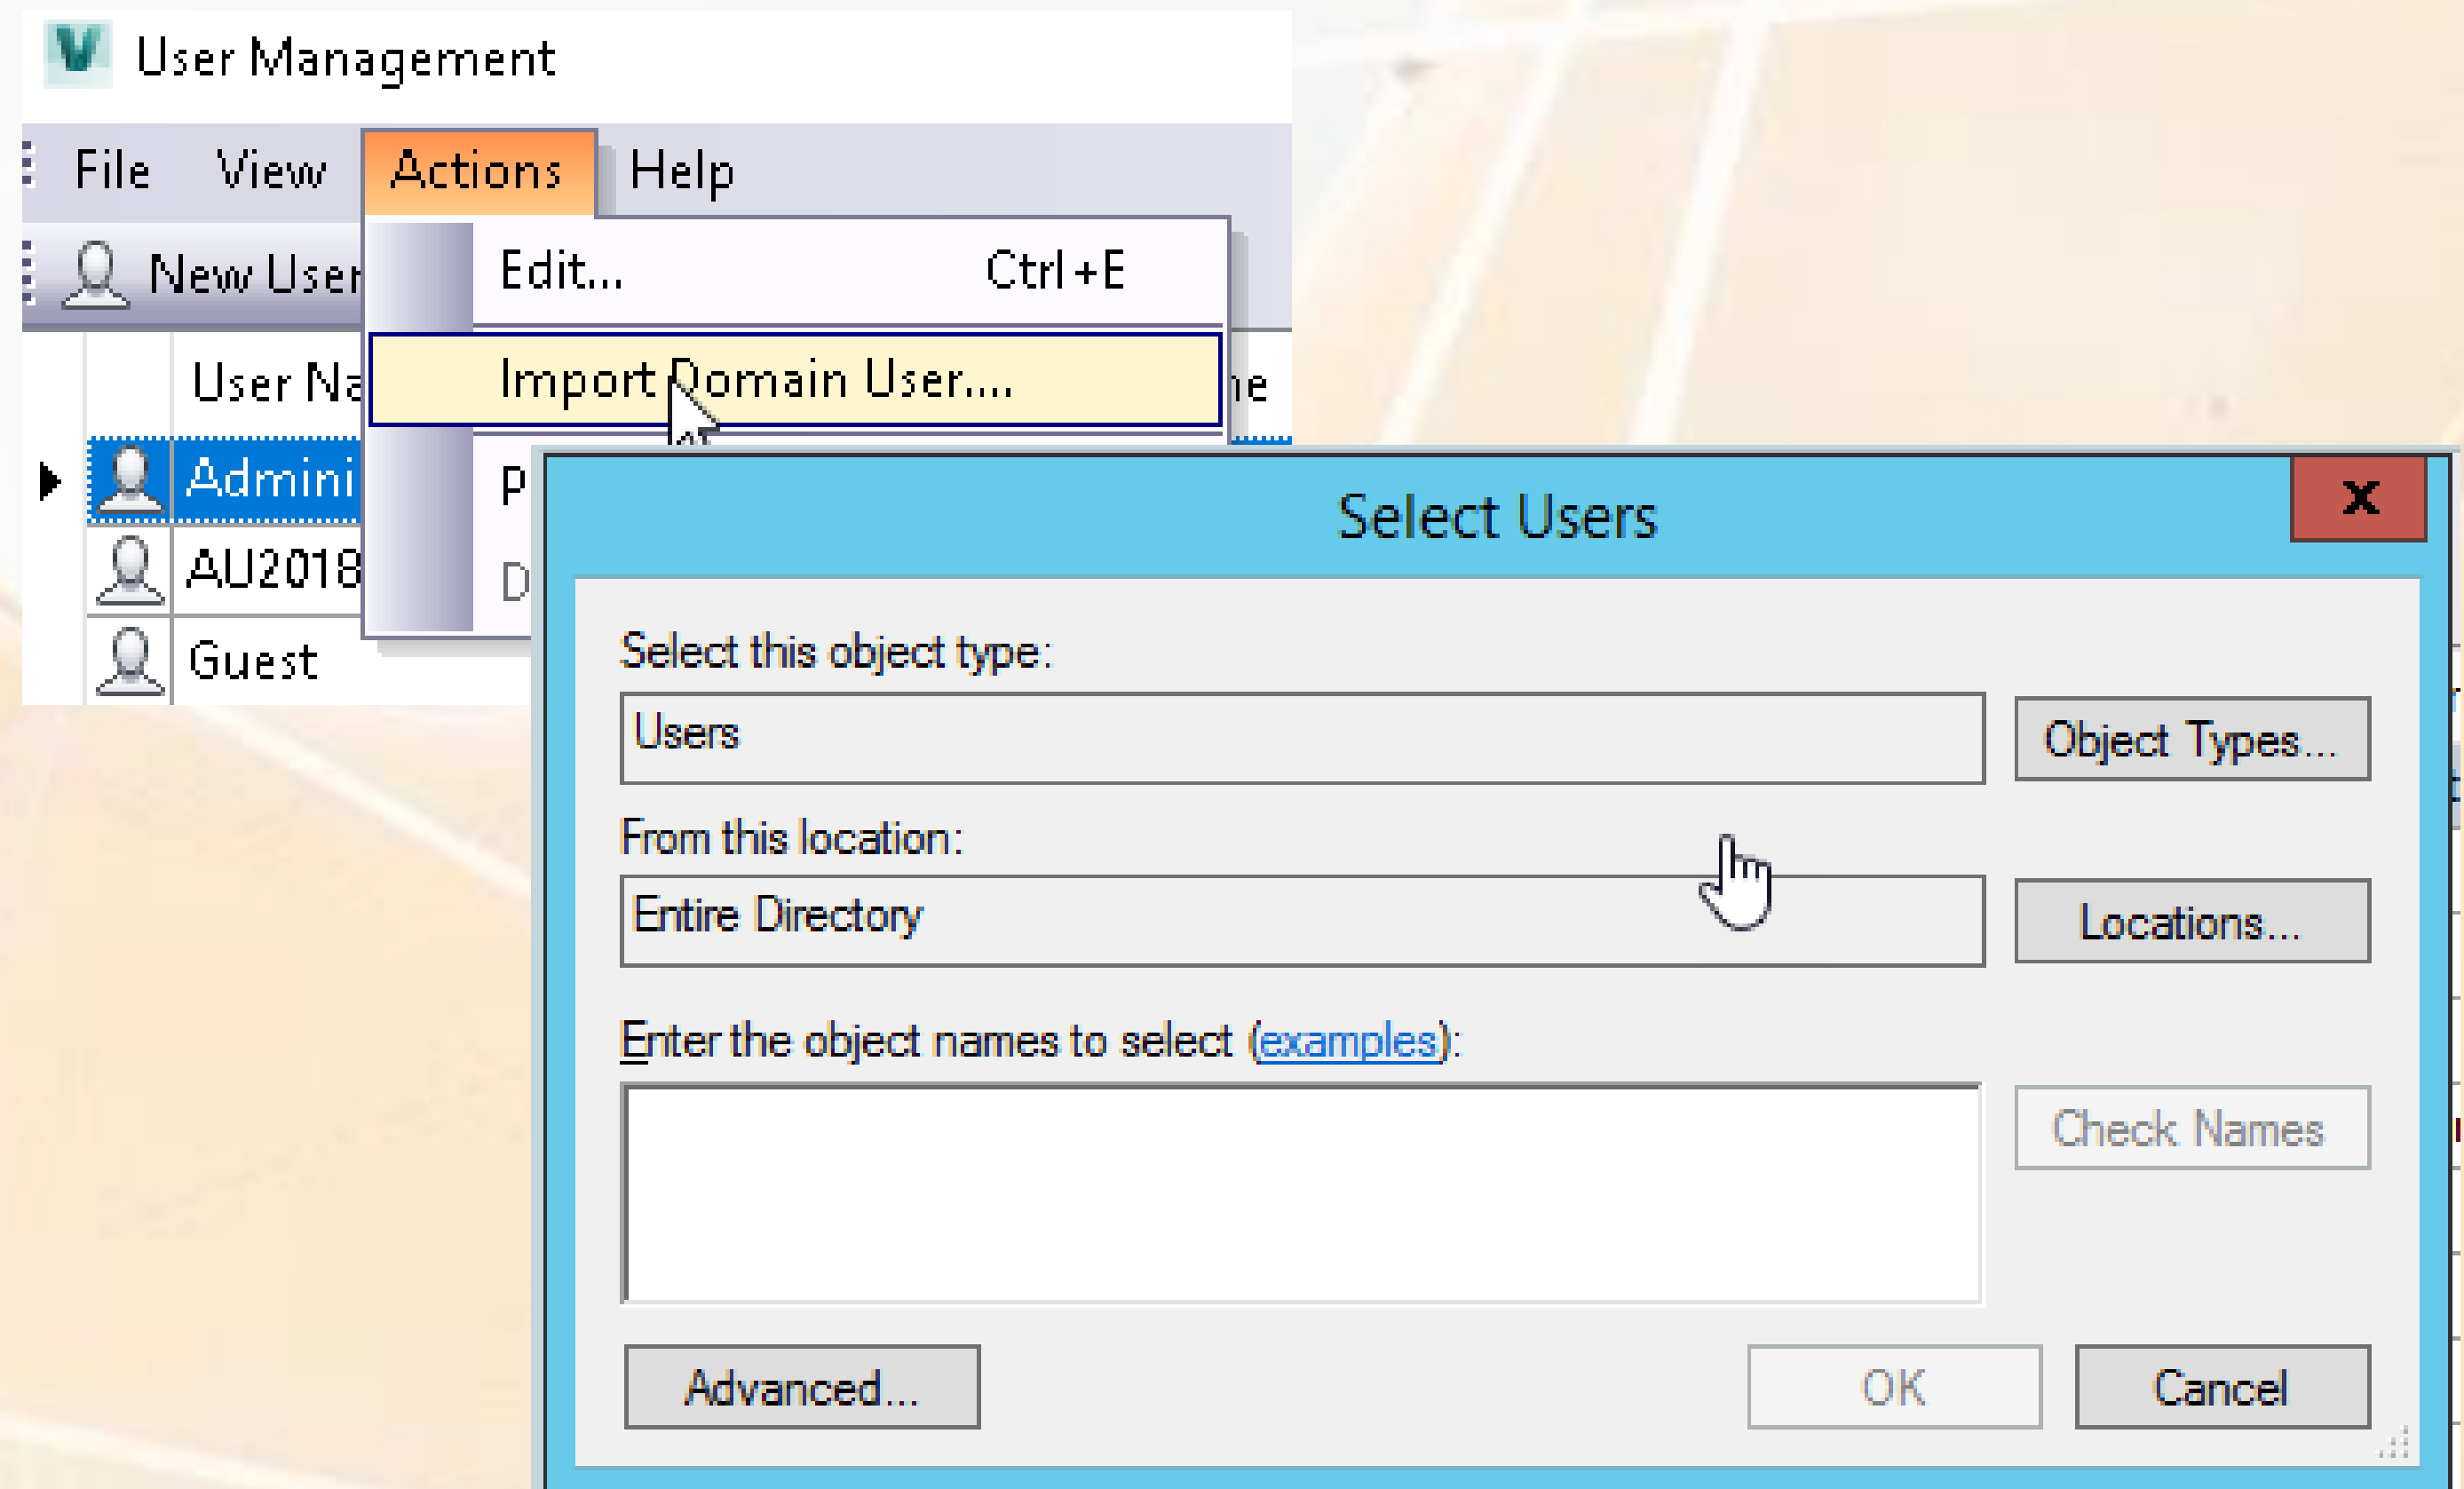 User Management
File View Actions Help
New User
Edit... Ctrl+E
Import Domain User....
User Na
Admini
AU2018
Guest
Select Users
x
Select this object type:
Users
Object Types...
From this location:
Entire Directory
Locations...
Enter the object names to select (examples):
Check Names
Advanced...
OK Cancel